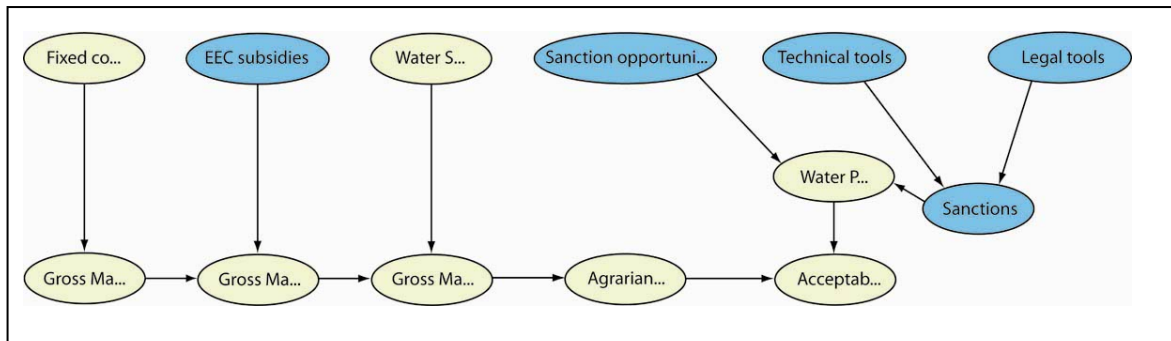 Fixed co...
EEC subsidies
Water S...
Sanction opportuni...
Technical tools
Legal tools
Water P...
Sanctions
Gross Ma...
Gross Ma...
Gross Ma...
Agrarian...
Acceptab...